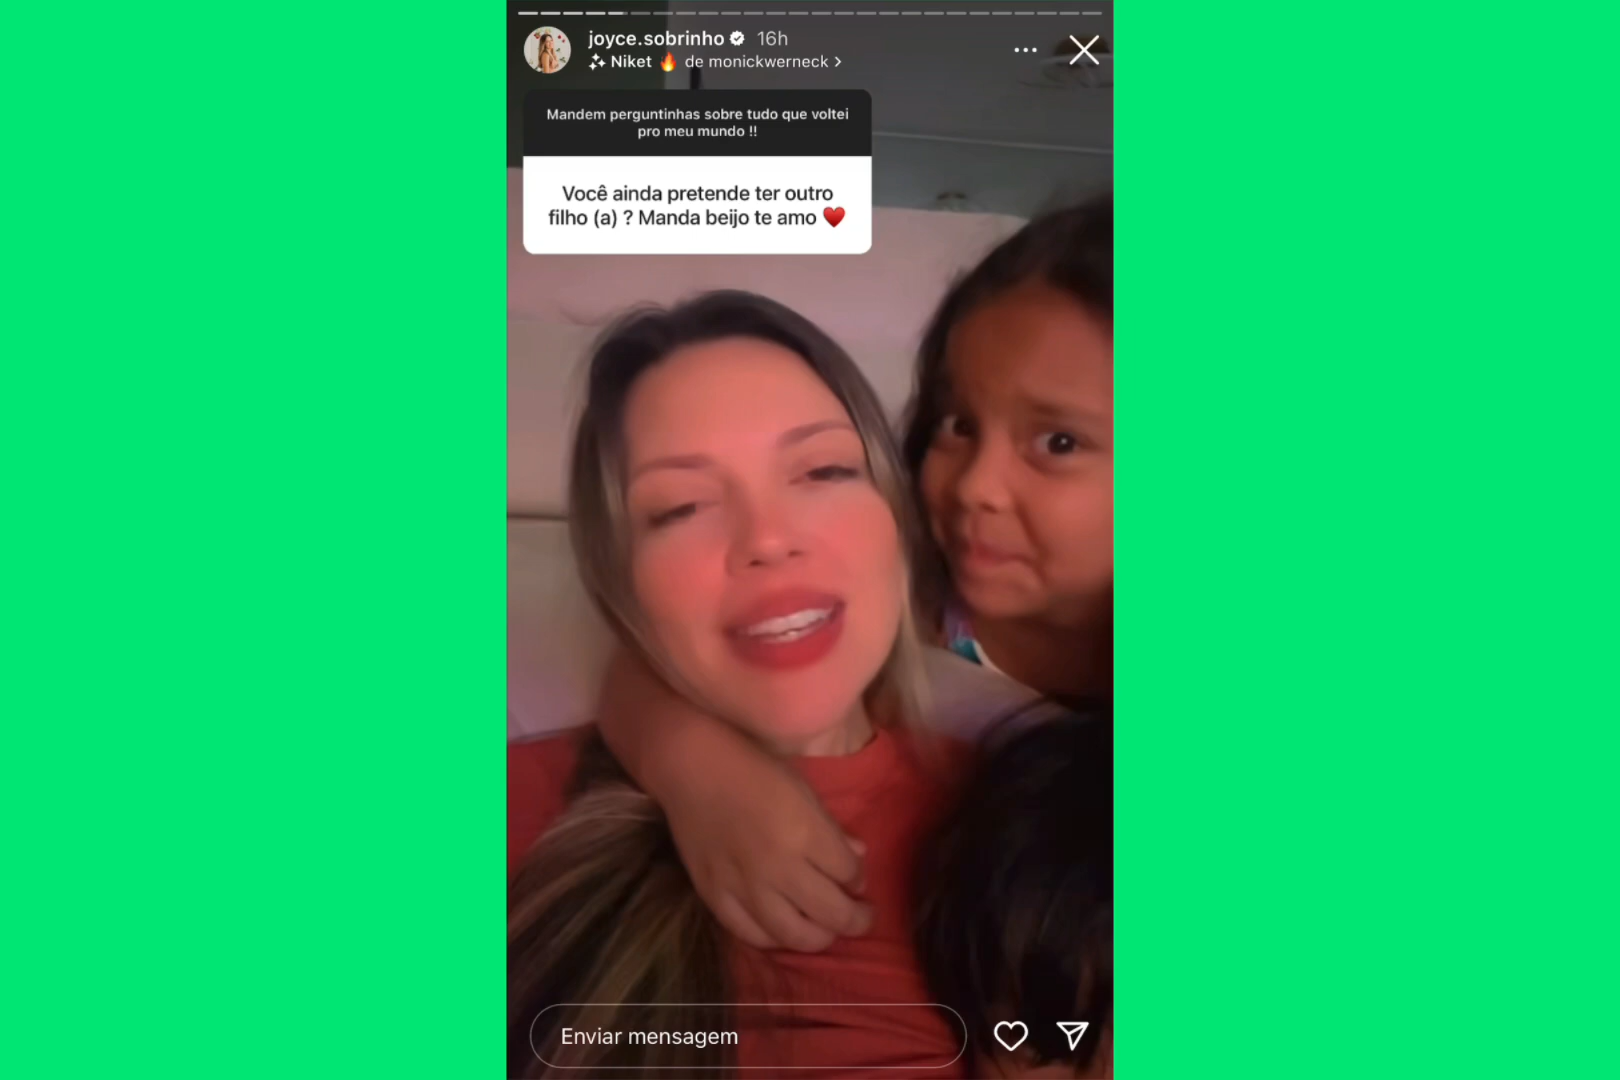 joyce.sobrinho 16h
Niket 🔥 de monickwerneck >
Mandem perguntinhas sobre tudo que voltei
pro meu mundo !!
Você ainda pretende ter outro
filho (a) ? Manda beijo te amo ❤️
Enviar mensagem